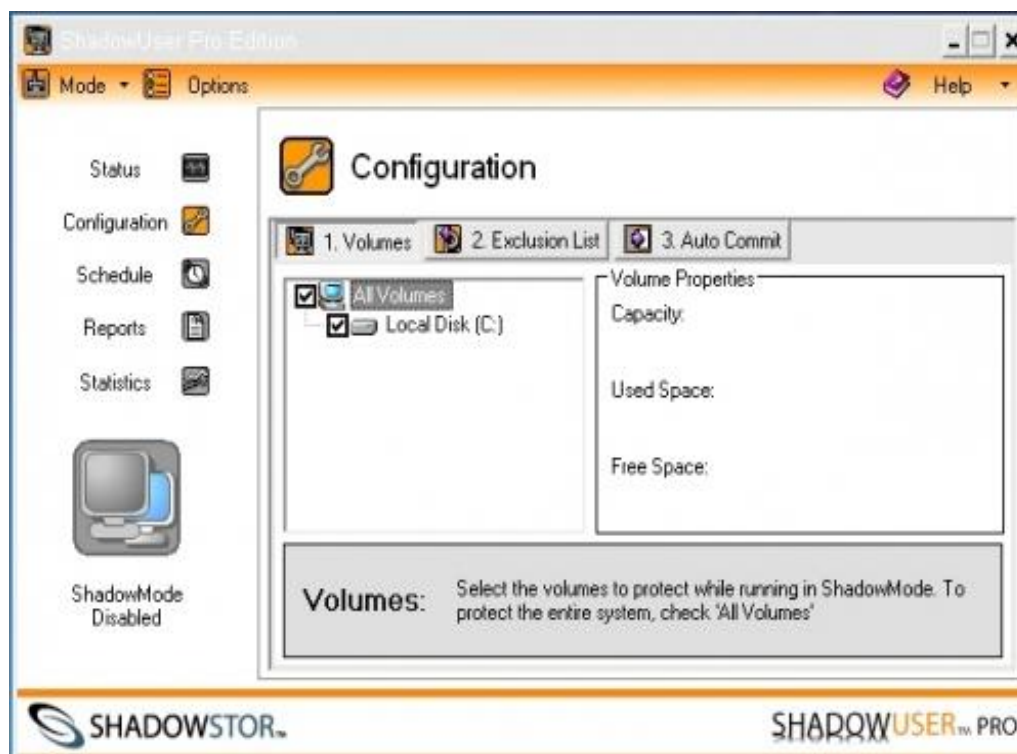 ShadowUser Pro Edition
Mode Options Help
Status
Configuration
Schedule
Reports
Statistics
ShadowMode
Disabled
Configuration
1. Volumes 2. Exclusion List 3. Auto Commit
All Volumes
Local Disk (C:)
Volume Properties
Capacity:
Used Space:
Free Space:
Volumes:
Select the volumes to protect while running in ShadowMode. To
protect the entire system, check 'All Volumes'
SHADOWSTOR™
SHADOWUSER™ PRO